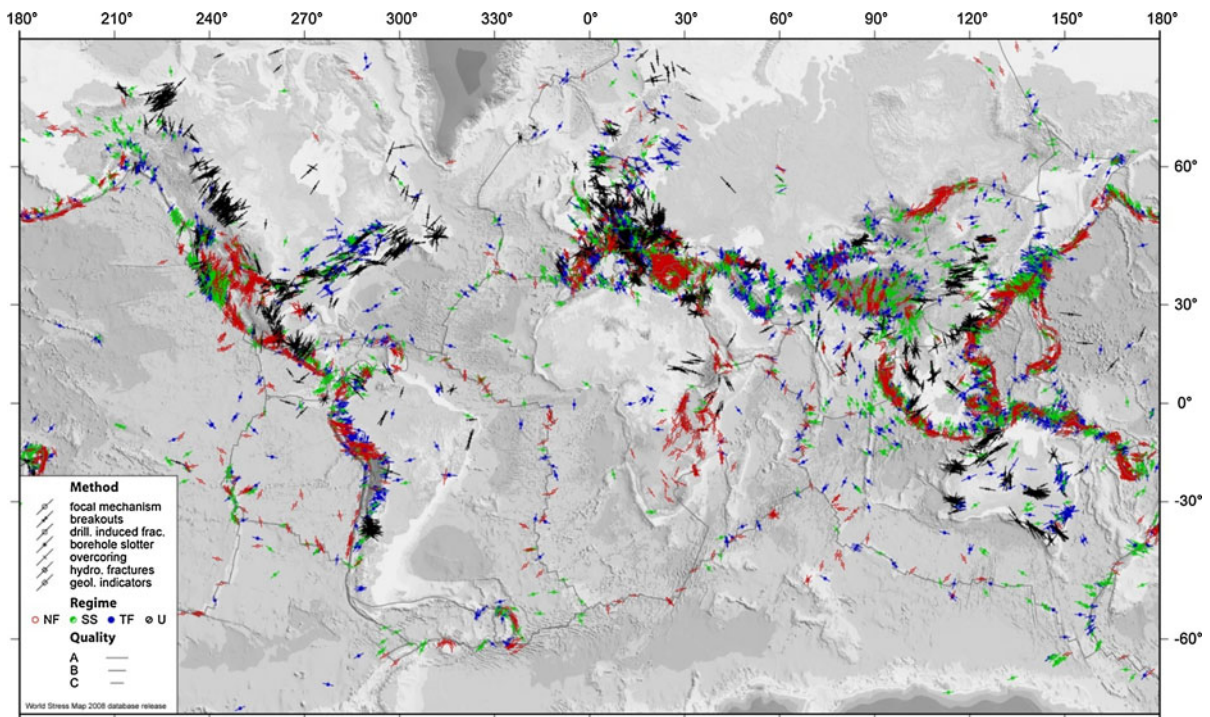 180° 210° 240° 270° 300° 330° 0° 30° 60° 90° 120° 150° 180°
60°
30°
0°
-30°
-60°
Method
focal mechanism
breakouts
drill. induced frac.
borehole slotter
overcoring
hydro. fractures
geol. indicators
Regime
NF SS TF U
Quality
A
B
C
World Stress Map 2008 database release